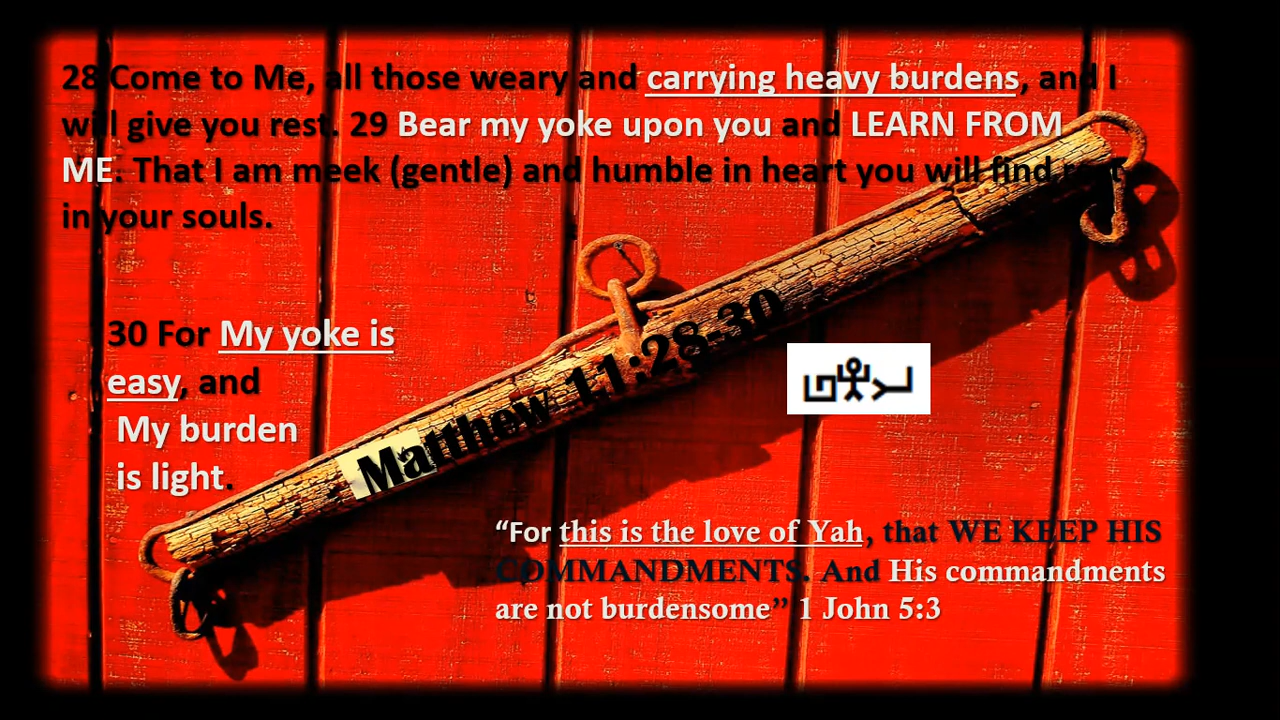 28 Come to Me, all those weary and carrying heavy burdens, and I
will give you rest. 29 Bear my yoke upon you and LEARN FROM
ME. That I am meek (gentle) and humble in heart you will find rest
in your souls.
30 For My yoke is
easy, and
My burden
is light.
Matthew 11:28-30
“For this is the love of Yah, that WE KEEP HIS
COMMANDMENTS. And His commandments
are not burdensome” 1 John 5:3